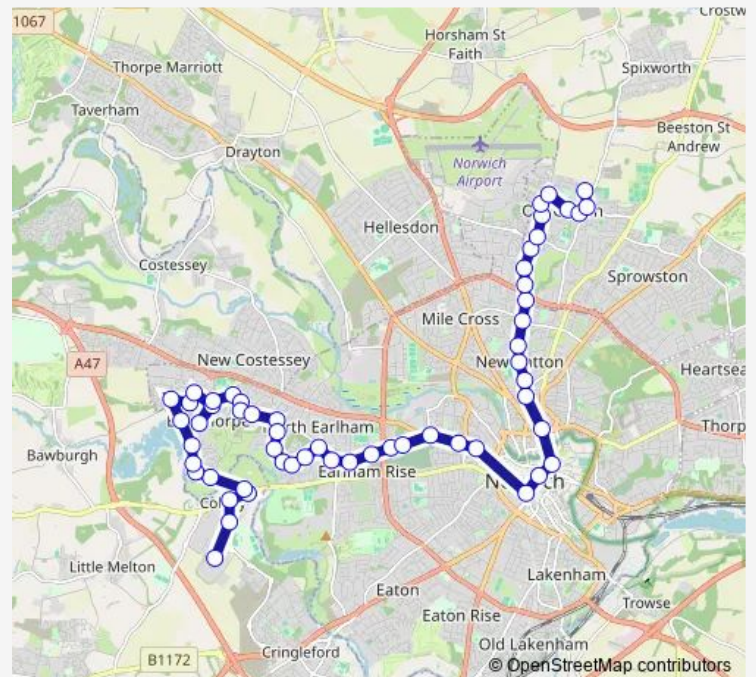 Crostw
1067
Horsham St
Faith
Thorpe Marriott
Spixworth
Taverham
Beeston St
Andrew
Drayton
Norwich
Airport
Hellesdon
Costessey
Sprowston
Mile Cross
New Costessey
A47
Heartsea
North Earlham
Thorp
Bawburgh
Earlham Rise
Little Melton
Lakenham
Eaton
Trowse
Eaton Rise
Old Lakenham
Cringleford
B1172
© OpenStreetMap contributors